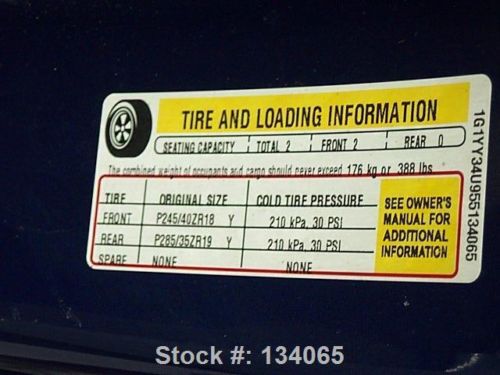 TIRE AND LOADING INFORMATION
SEATING CAPACITY TOTAL 2 FRONT 2 REAR 0
The combined weight of occupants and cargo should never exceed 176 kg or 388 lbs.
TIRE ORIGINAL SIZE COLD TIRE PRESSURE
FRONT P245/40ZR18 Y 210 kPa, 30 PSI
REAR P285/35ZR19 Y 210 kPa, 30 PSI
SPARE NONE NONE
SEE OWNER'S
MANUAL FOR
ADDITIONAL
INFORMATION
1G1YY34U955134065
Stock #: 134065